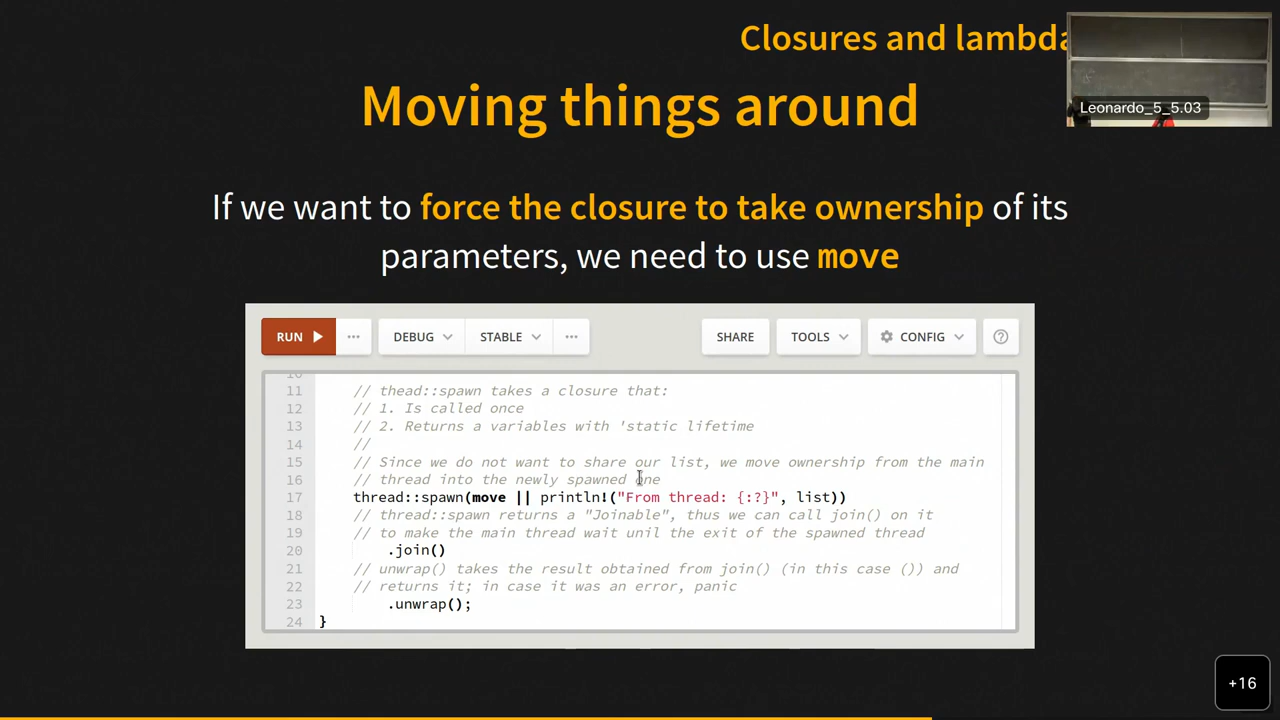 Closures and lambda
Leonardo_5_5.03
Moving things around
If we want to force the closure to take ownership of its
parameters, we need to use move
RUN
...
DEBUG
STABLE
...
SHARE
TOOLS
CONFIG
?
10
11 // thead::spawn takes a closure that:
12 // 1. Is called once
13 // 2. Returns a variables with 'static lifetime
14 //
15 // Since we do not want to share our list, we move ownership from the main
16 // thread into the newly spawned one
17 thread::spawn(move || println!("From thread: {:?}", list))
18 // thread::spawn returns a "Joinable", thus we can call join() on it
19 // to make the main thread wait unil the exit of the spawned thread
20 .join()
21 // unwrap() takes the result obtained from join() (in this case ()) and
22 // returns it; in case it was an error, panic
23 .unwrap();
24 }
+16